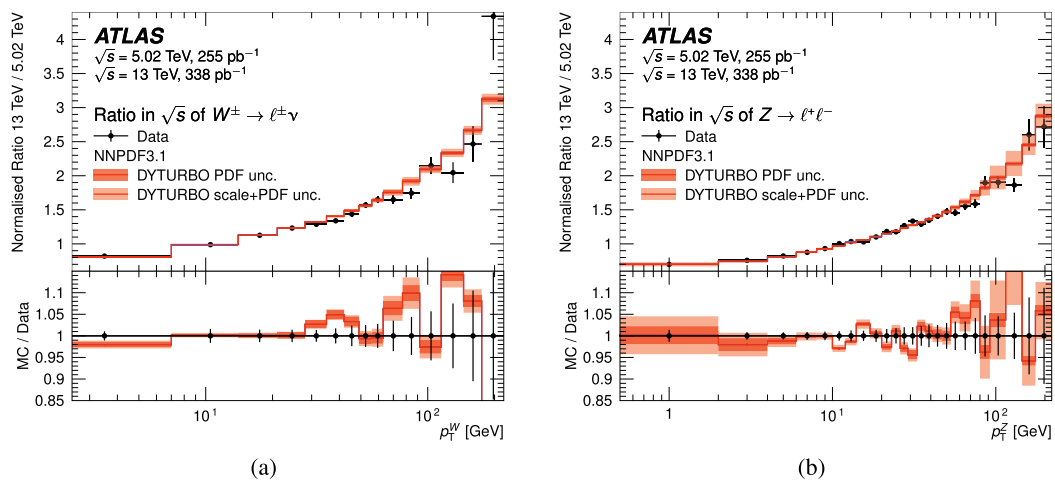 Normalised Ratio 13 TeV / 5.02 TeV
4
3.5
3
2.5
2
1.5
1
ATLAS
√s = 5.02 TeV, 255 pb⁻¹
√s = 13 TeV, 338 pb⁻¹
Ratio in √s of W± → ℓ±ν
Data
NNPDF3.1
DYTURBO PDF unc.
DYTURBO scale+PDF unc.
MC / Data
1.1
1.05
1
0.95
0.9
0.85
10¹
10²
p_T^W [GeV]
(a)
Normalised Ratio 13 TeV / 5.02 TeV
4
3.5
3
2.5
2
1.5
1
ATLAS
√s = 5.02 TeV, 255 pb⁻¹
√s = 13 TeV, 338 pb⁻¹
Ratio in √s of Z → ℓ⁺ℓ⁻
Data
NNPDF3.1
DYTURBO PDF unc.
DYTURBO scale+PDF unc.
MC / Data
1.1
1.05
1
0.95
0.9
0.85
1
10
10²
p_T^Z [GeV]
(b)